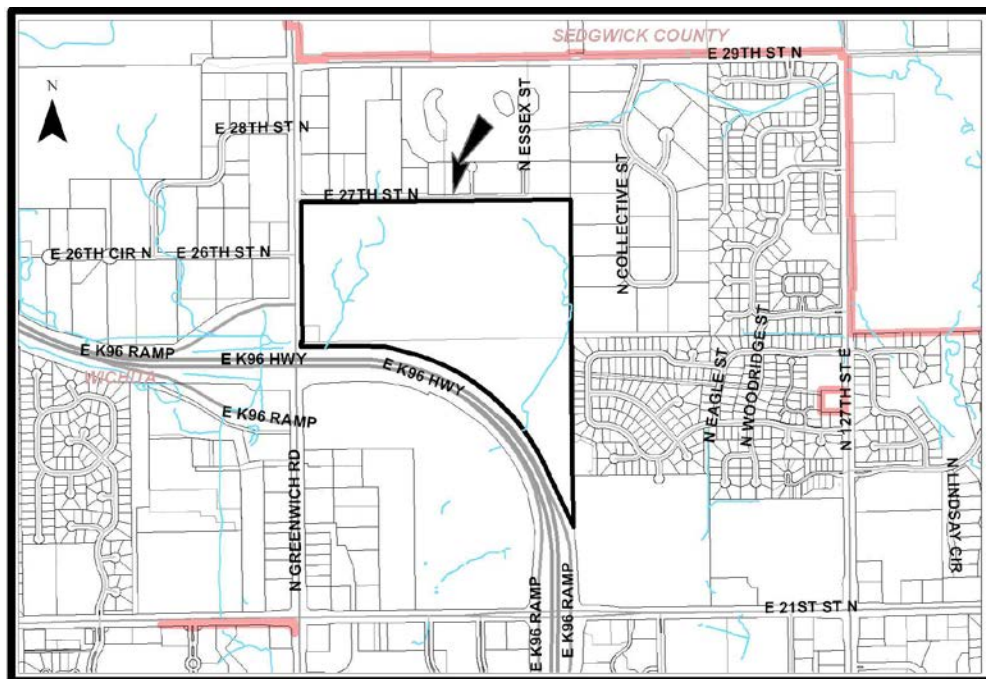 SEDGWICK COUNTY
E 29TH ST N
N
N ESSEX ST
E 28TH ST N
N COLLECTIVE ST
E 27TH ST N
E 26TH CIR N
E 26TH ST N
E K96 RAMP
E K96 HWY
E K96 HWY
WICHITA
E K96 RAMP
N EAGLE ST
N WOODRIDGE ST
N 127TH ST E
N GREENWICH RD
N LINDSAY CIR
E K96 RAMP
E K96 RAMP
E 21ST ST N